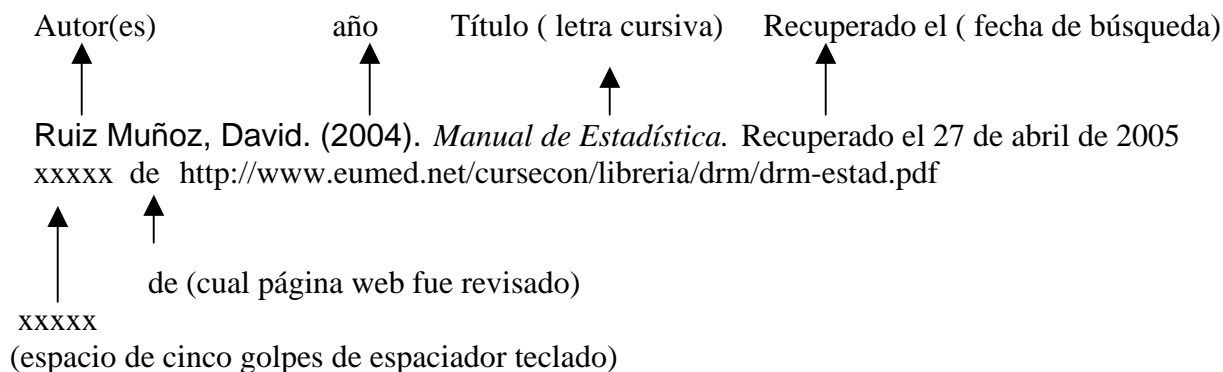 Autor(es) año Título ( letra cursiva) Recuperado el ( fecha de búsqueda)
Ruiz Muñoz, David. (2004). Manual de Estadística. Recuperado el 27 de abril de 2005
xxxxx de http://www.eumed.net/cursecon/libreria/drm/drm-estad.pdf
de (cual página web fue revisado)
xxxxx
(espacio de cinco golpes de espaciador teclado)